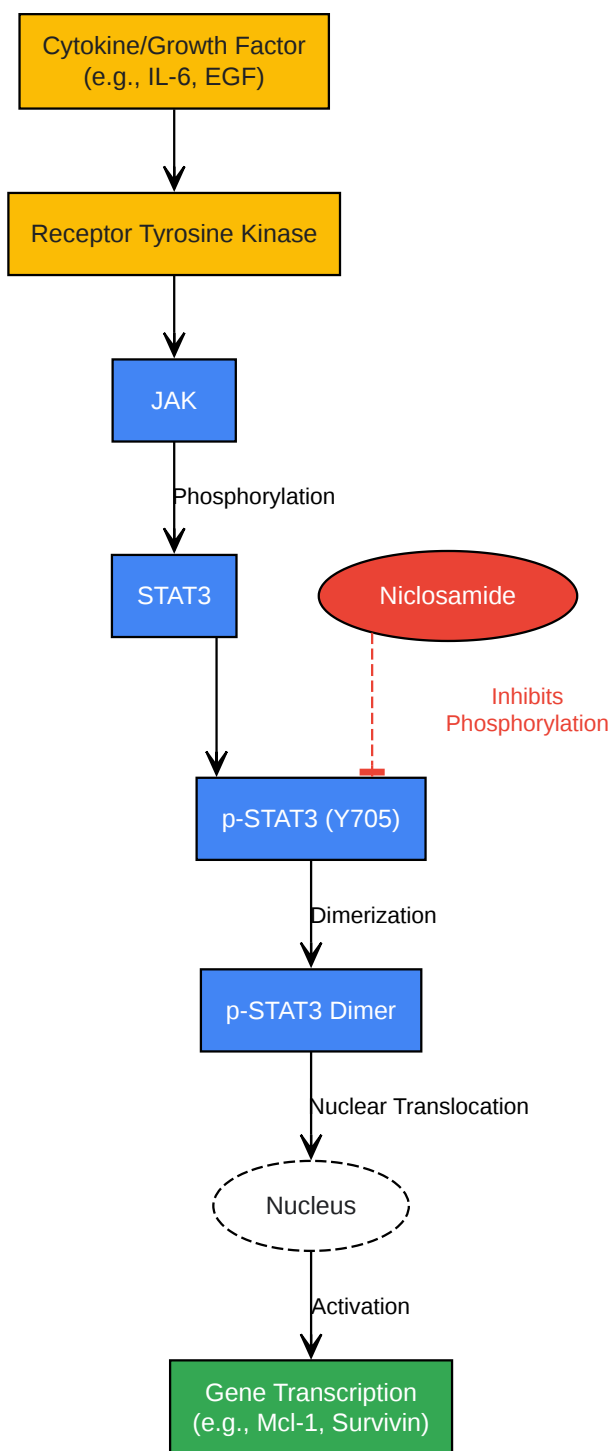 Cytokine/Growth Factor
(e.g., IL-6, EGF)
Receptor Tyrosine Kinase
JAK
Phosphorylation
STAT3
Niclosamide
Inhibits
Phosphorylation
p-STAT3 (Y705)
Dimerization
p-STAT3 Dimer
Nuclear Translocation
Nucleus
Activation
Gene Transcription
(e.g., Mcl-1, Survivin)